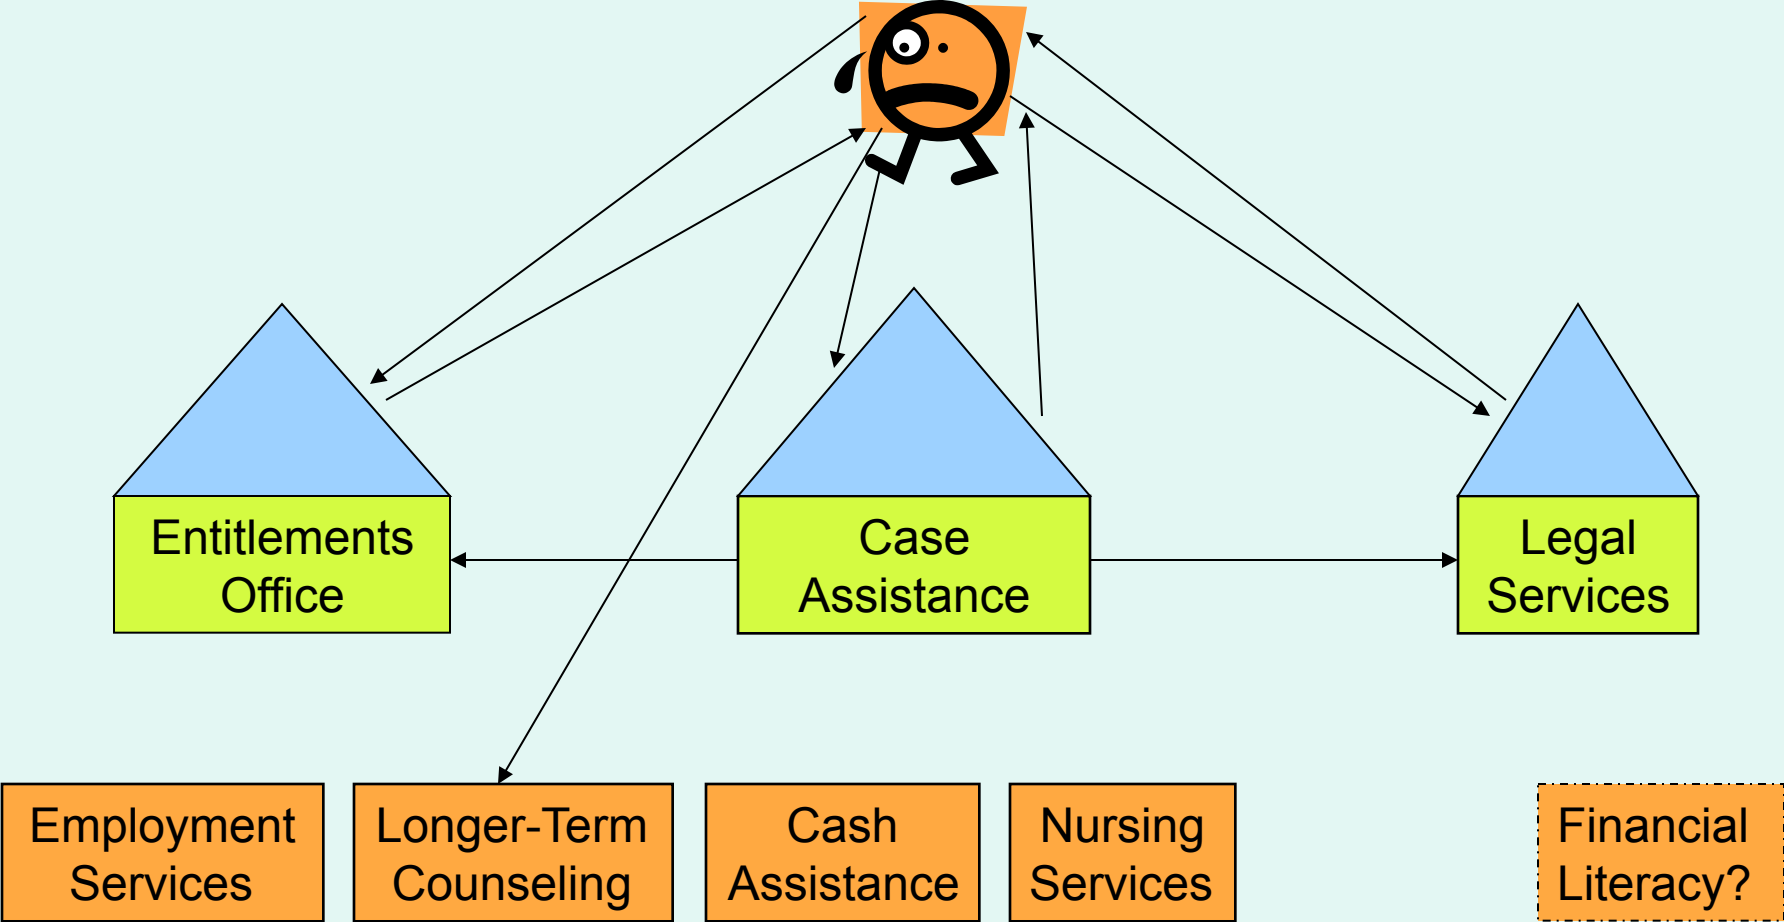 Entitlements
Office
Case
Assistance
Legal
Services
Employment
Services
Longer-Term
Counseling
Cash
Assistance
Nursing
Services
Financial
Literacy?